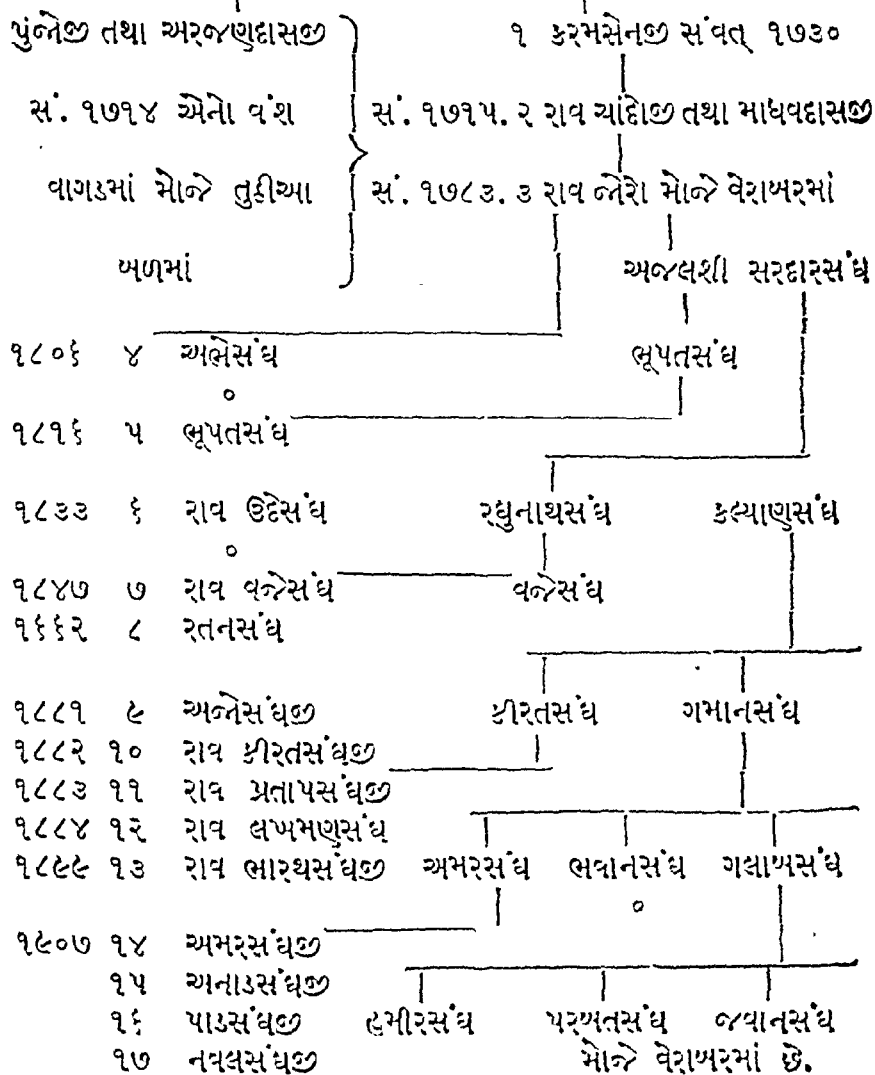 પુંજોજી તથા અરજણદાસજી ૧ કરમસેનજી સંવત્ ૧૭૩૦
સં. ૧૭૧૪ એનો વંશ સં. ૧૭૧૫. ૨ રાવ ચાંદોજી તથા માધવદાસજી
વાગડમાં મોજે તુકીઆ સં. ૧૭૮૩. ૩ રાવ જોરો મોજે વેરાબરમાં
બળમાં અજલશી સરદારસંઘ
૧૮૦૬ ૪ અભેસંઘ ભૂપતસંઘ
૧૮૧૬ ૫ ભૂપતસંઘ
૧૮૩૩ ૬ રાવ ઉદેસંઘ રઘુનાથસંઘ કલ્યાણસંઘ
૧૮૪૭ ૭ રાવ વજેસંઘ વજેસંઘ
૧૬૬૨ ૮ રતનસંઘ
૧૮૮૧ ૯ અજોસંઘજી કીરતસંઘ ગમાનસંઘ
૧૮૮૨ ૧૦ રાવ કીરતસંઘજી
૧૮૮૩ ૧૧ રાવ પ્રતાપસંઘજી
૧૮૮૪ ૧૨ રાવ લખમણસંઘ
૧૮૯૯ ૧૩ રાવ ભારથસંઘજી અમરસંઘ ભવાનસંઘ ગલાબસંઘ
૧૯૦૭ ૧૪ અમરસંઘજી
૧૫ અનાડસંઘજી
૧૬ પાડસંઘજી હમીરસંઘ પરબતસંઘ જવાનસંઘ
૧૭ નવલસંઘજી મોજે વેરાબરમાં છે.